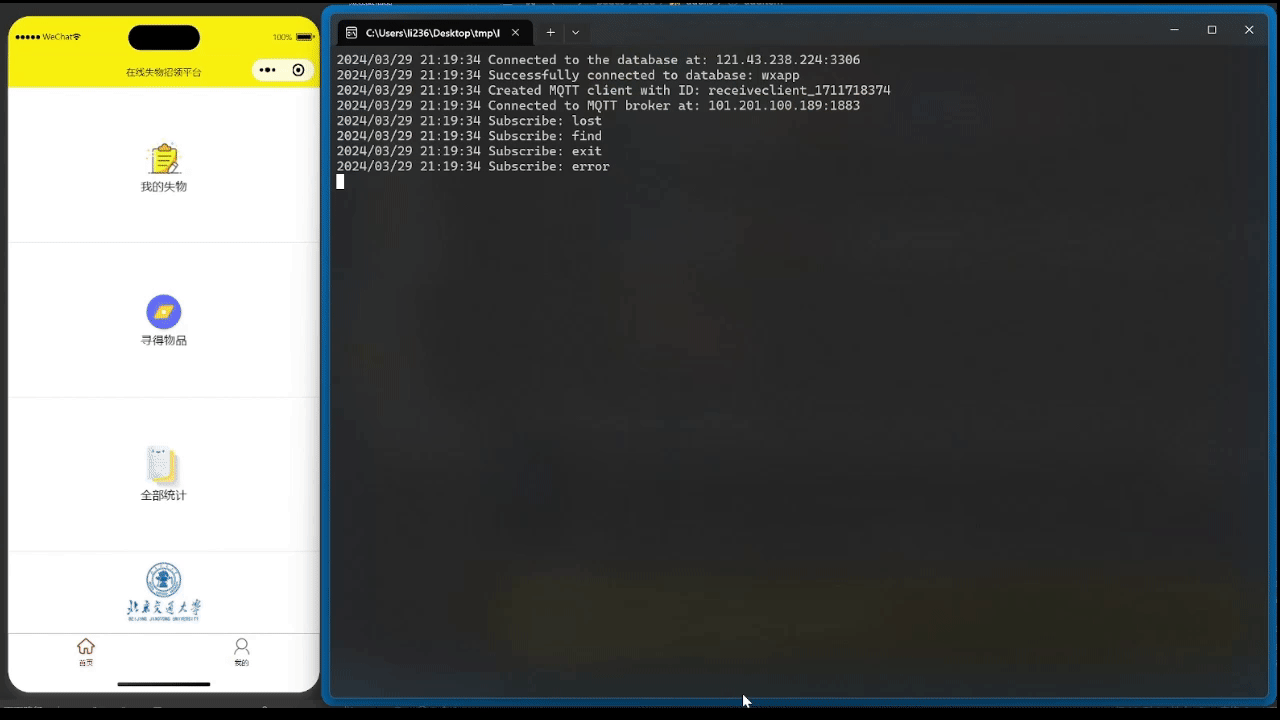 WeChat
100%
在线失物招领平台
我的失物
寻得物品
全部统计
北京交通大学
BEIJING JIAOTONG UNIVERSITY
首页
我的
C:\Users\li236\Desktop\tmp\l
2024/03/29 21:19:34 Connected to the database at: 121.43.238.224:3306
2024/03/29 21:19:34 Successfully connected to database: wxapp
2024/03/29 21:19:34 Created MQTT client with ID: receiveclient_1711718374
2024/03/29 21:19:34 Connected to MQTT broker at: 101.201.100.189:1883
2024/03/29 21:19:34 Subscribe: lost
2024/03/29 21:19:34 Subscribe: find
2024/03/29 21:19:34 Subscribe: exit
2024/03/29 21:19:34 Subscribe: error